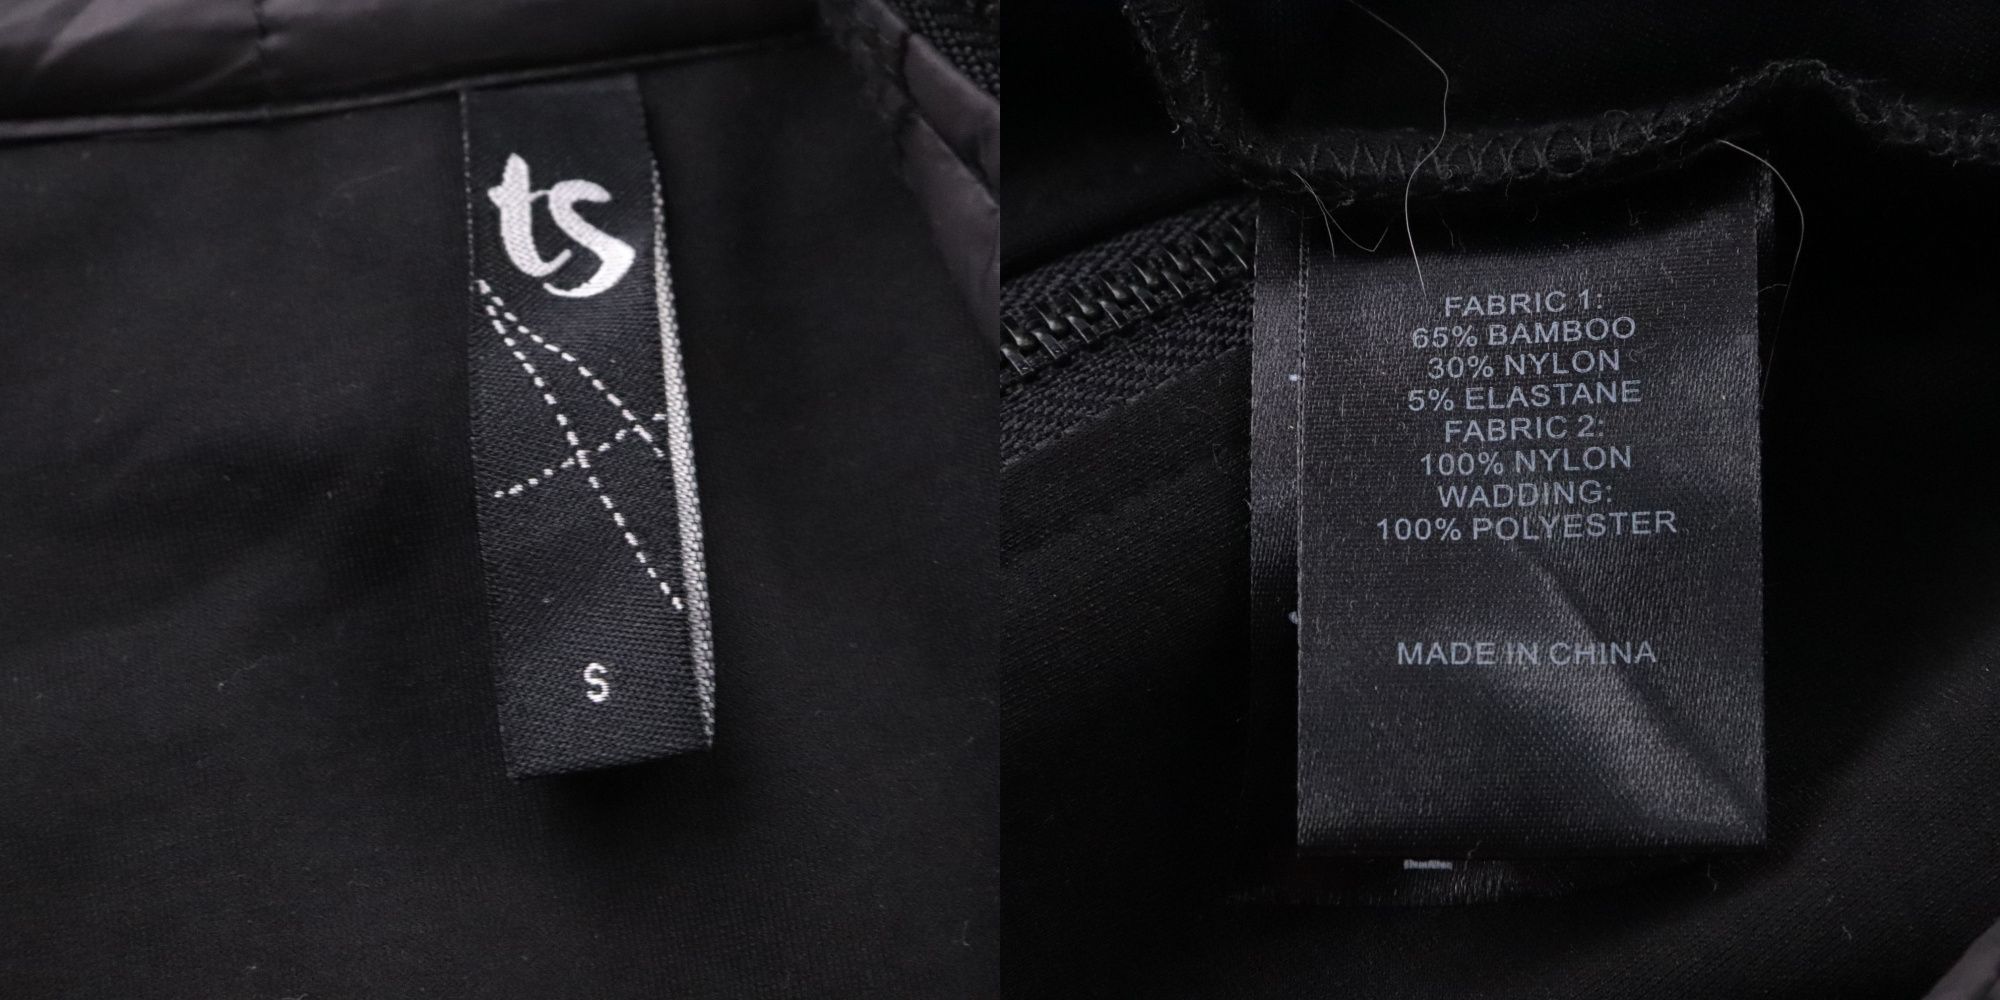 ts
S
FABRIC 1:
65% BAMBOO
30% NYLON
5% ELASTANE
FABRIC 2:
100% NYLON
WADDING:
100% POLYESTER
MADE IN CHINA